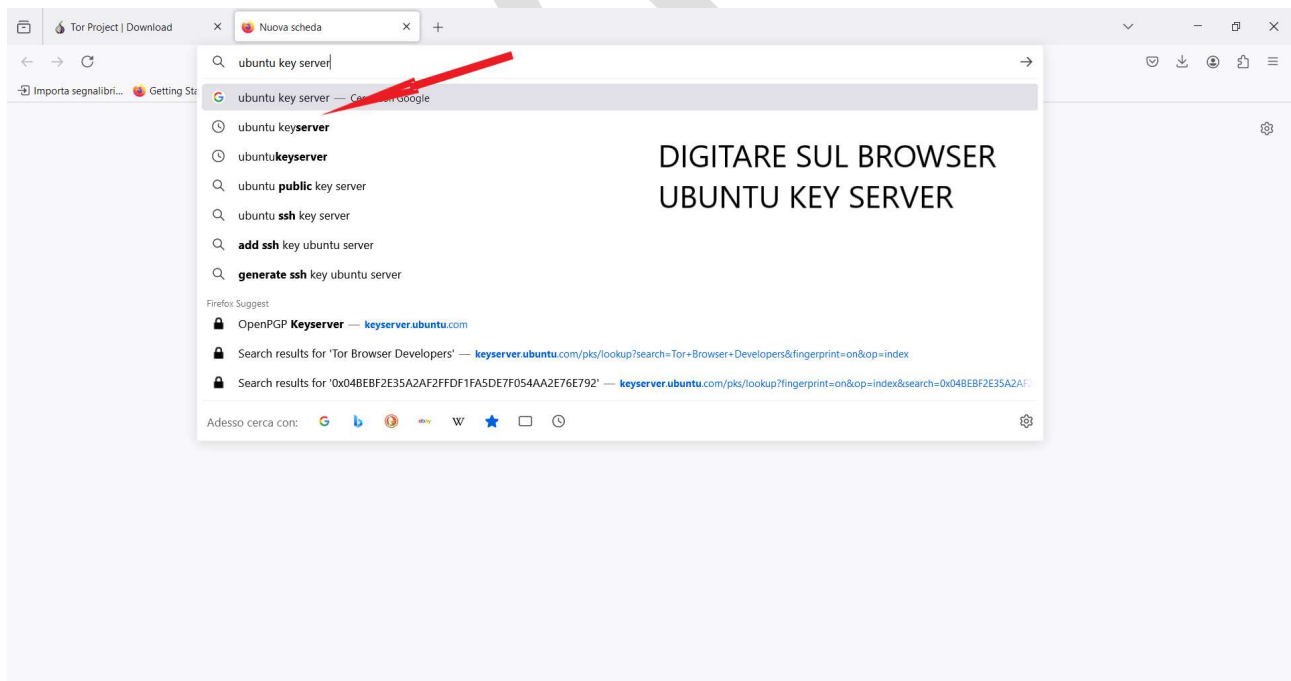 Tor Project | Download
Nuova scheda
ubuntu key server
Importa segnalibri...
Getting Sta
ubuntu key server — Google
ubuntu keyserver
ubuntukeyserver
ubuntu public key server
ubuntu ssh key server
add ssh key ubuntu server
generate ssh key ubuntu server
DIGITARE SUL BROWSER
UBUNTU KEY SERVER
Firefox Suggest
OpenPGP Keyserver — keyserver.ubuntu.com
Search results for 'Tor Browser Developers' — keyserver.ubuntu.com/pks/lookup?search=Tor+Browser+Developers&fingerprint=on&op=index
Search results for '0x04BEBF2E35A2AF2FFDF1FA5DE7F054AA2E76E792' — keyserver.ubuntu.com/pks/lookup?fingerprint=on&op=index&search=0x04BEBF2E35A2AF2
Adesso cerca con:
ebay
W